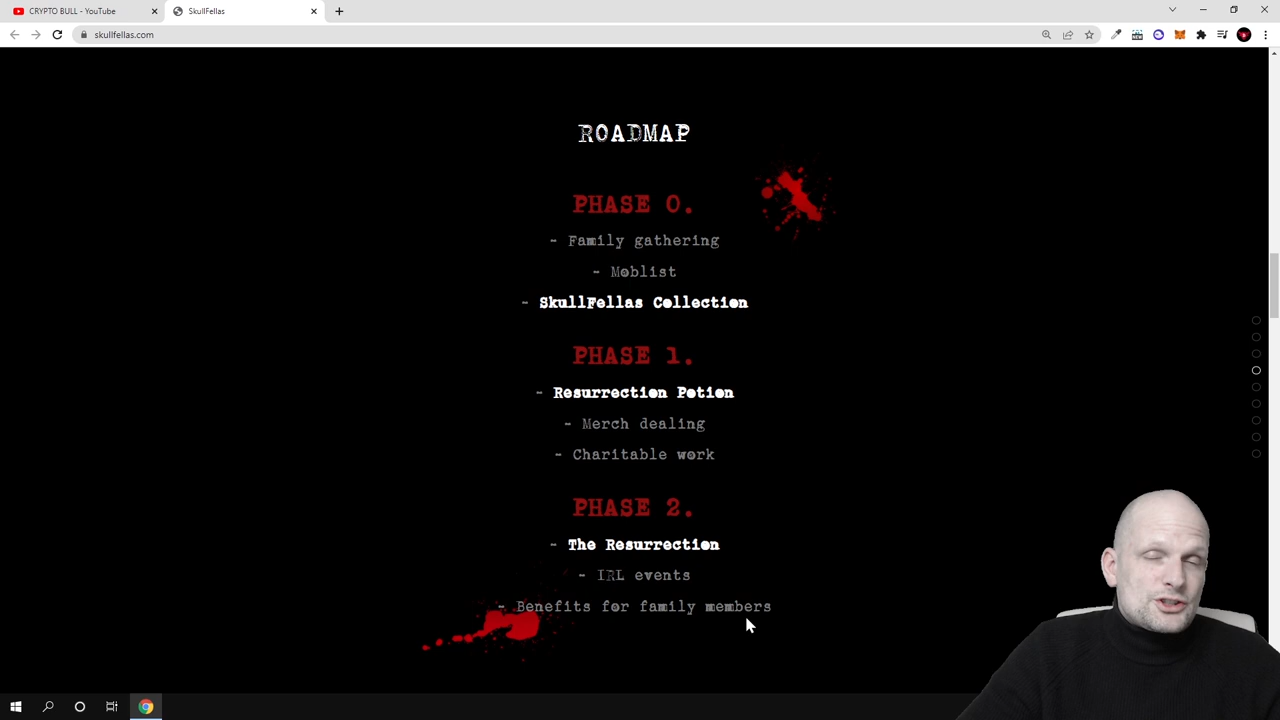 CRYPTO BULL - YouTube
SkullFellas
skullfellas.com
ROADMAP
PHASE 0.
- Family gathering
- Moblist
- SkullFellas Collection
PHASE 1.
- Resurrection Potion
- Merch dealing
- Charitable work
PHASE 2.
- The Resurrection
- IRL events
- Benefits for family members